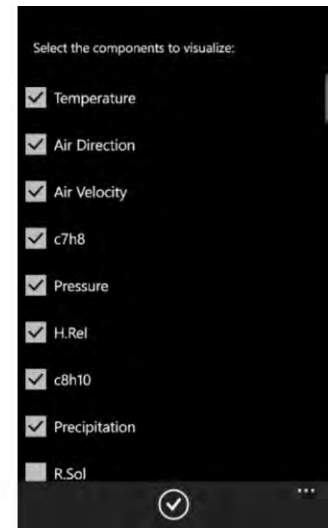 Select the components to visualize:
Temperature
Air Direction
Air Velocity
c7h8
Pressure
H.Rel
c8h10
Precipitation
R.Sol
...